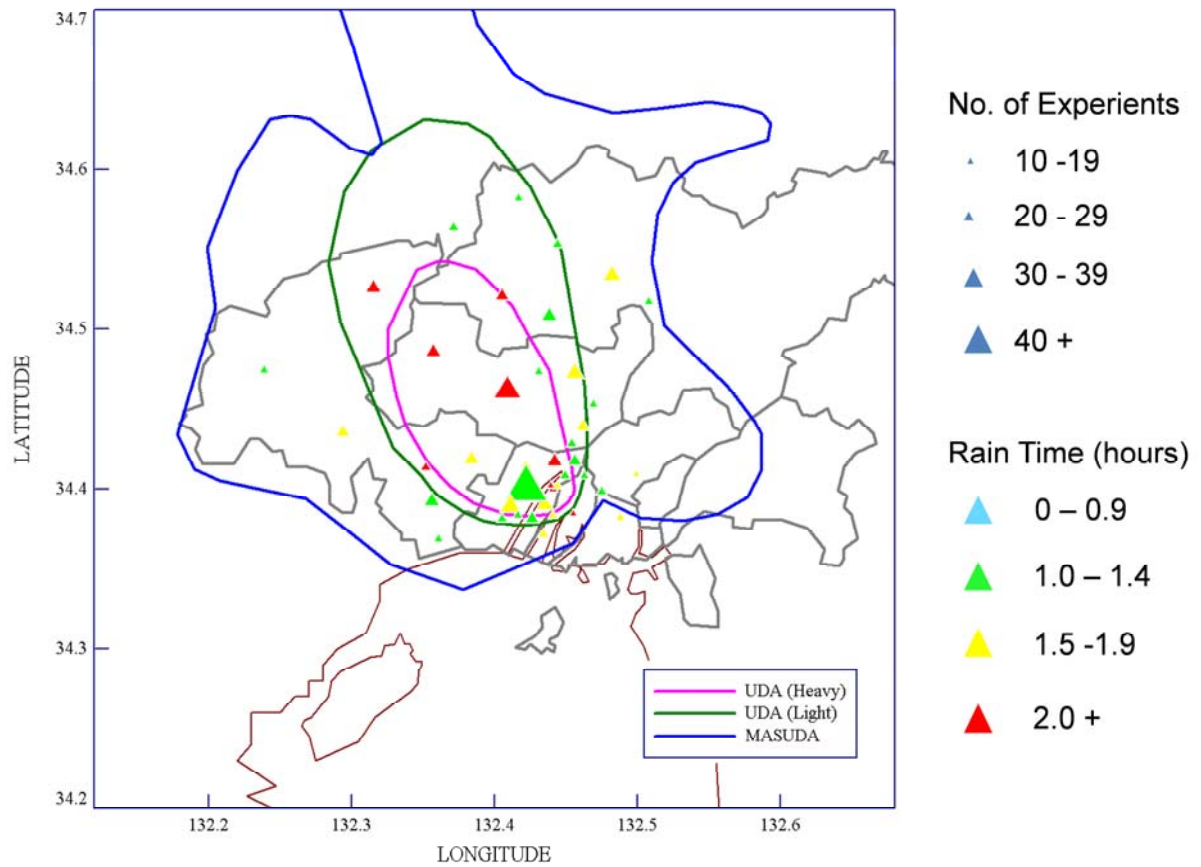 34.7
34.6
34.5
34.4
34.3
34.2
LATITUDE
132.2 132.3 132.4 132.5 132.6
LONGITUDE
UDA (Heavy)
UDA (Light)
MASUDA
No. of Experients
10 -19
20 - 29
30 - 39
40 +
Rain Time (hours)
0 – 0.9
1.0 – 1.4
1.5 -1.9
2.0 +